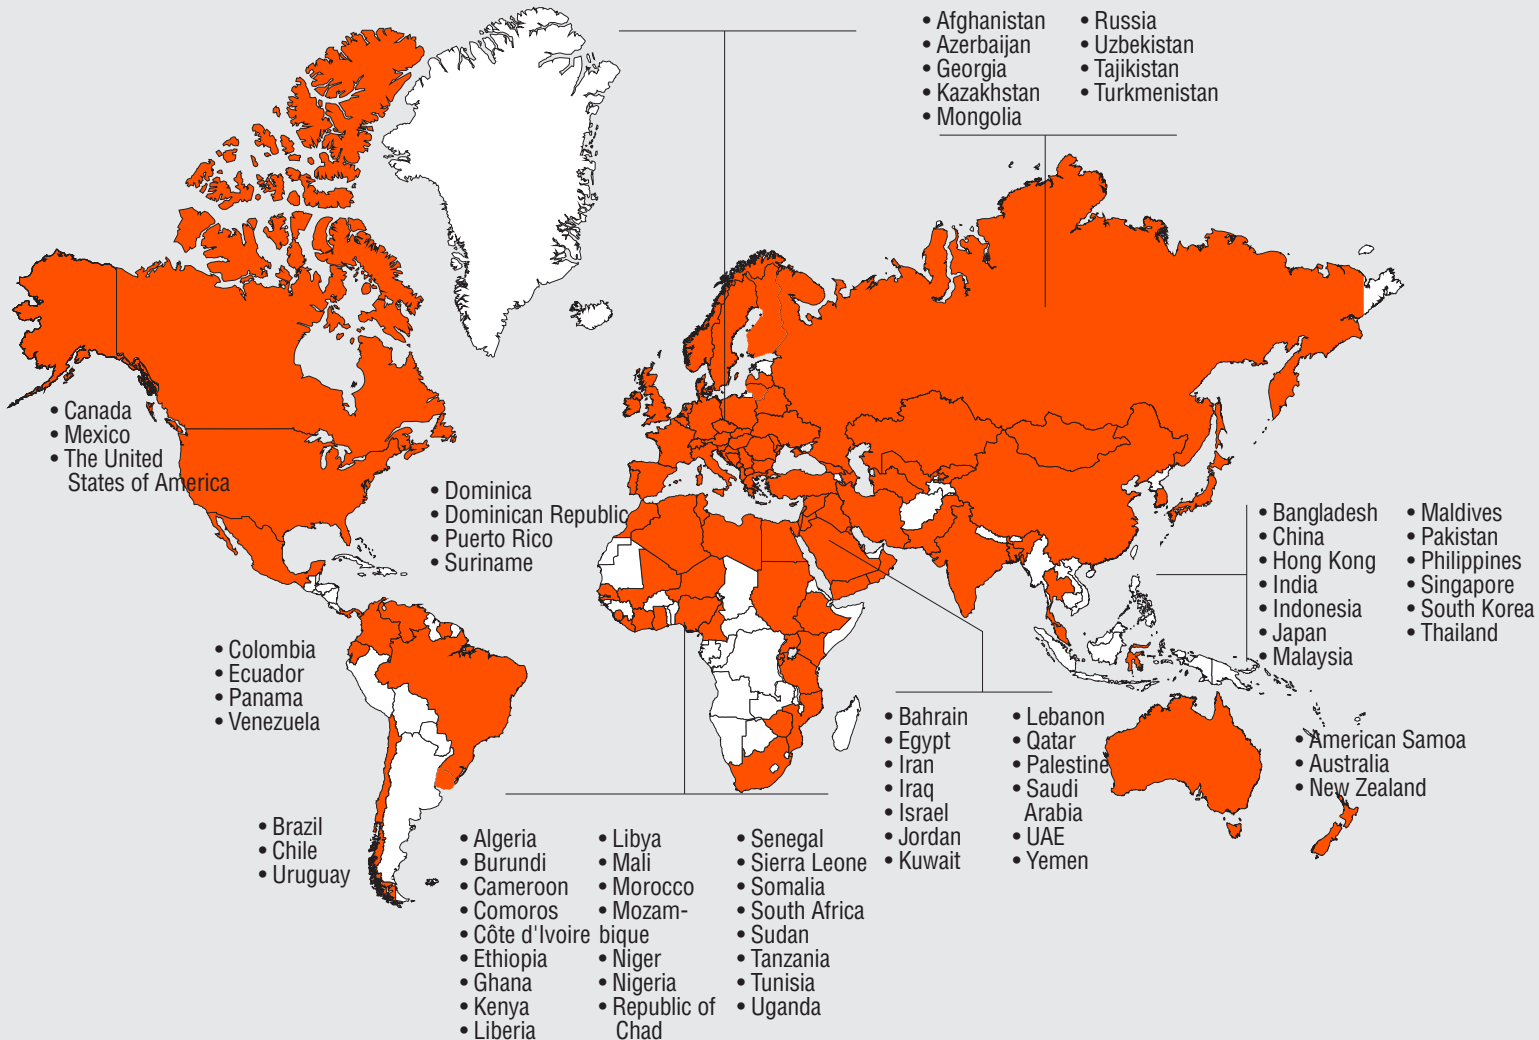 • Afghanistan
• Azerbaijan
• Georgia
• Kazakhstan
• Mongolia
• Russia
• Uzbekistan
• Tajikistan
• Turkmenistan
• Canada
• Mexico
• The United
States of America
• Dominica
• Dominican Republic
• Puerto Rico
• Suriname
• Bangladesh
• China
• Hong Kong
• India
• Indonesia
• Japan
• Malaysia
• Maldives
• Pakistan
• Philippines
• Singapore
• South Korea
• Thailand
• Colombia
• Ecuador
• Panama
• Venezuela
• Bahrain
• Egypt
• Iran
• Iraq
• Israel
• Jordan
• Kuwait
• Lebanon
• Qatar
• Palestine
• Saudi
Arabia
• UAE
• Yemen
• American Samoa
• Australia
• New Zealand
• Brazil
• Chile
• Uruguay
• Algeria
• Burundi
• Cameroon
• Comoros
• Côte d'Ivoire
• Ethiopia
• Ghana
• Kenya
• Liberia
• Libya
• Mali
• Morocco
• Mozam-
bique
• Niger
• Nigeria
• Republic of
Chad
• Senegal
• Sierra Leone
• Somalia
• South Africa
• Sudan
• Tanzania
• Tunisia
• Uganda